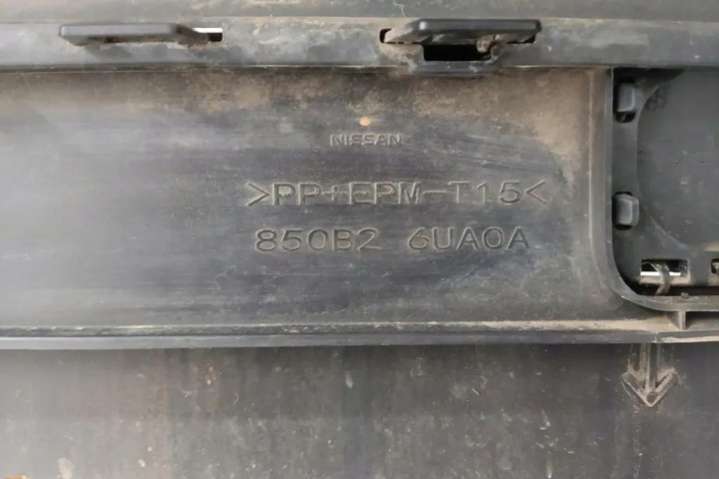 NISSAN
>PP+EPM-T15<
850B2 6UA0A